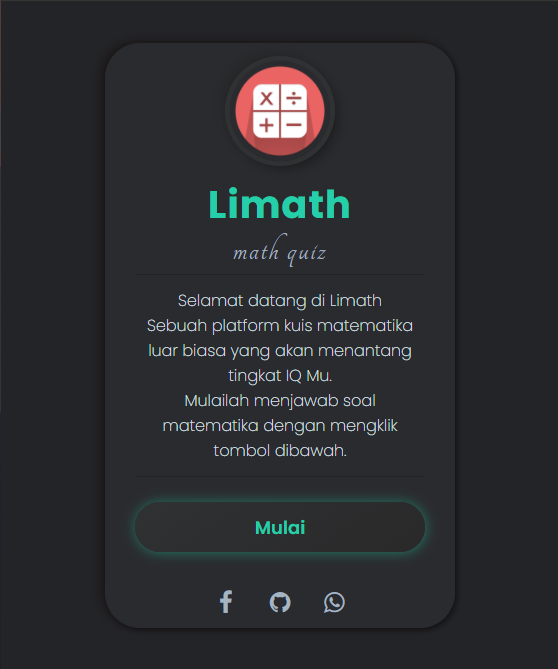 Limath
math quiz
Selamat datang di Limath
Sebuah platform kuis matematika
luar biasa yang akan menantang
tingkat IQ Mu.
Mulailah menjawab soal
matematika dengan mengklik
tombol dibawah.
Mulai